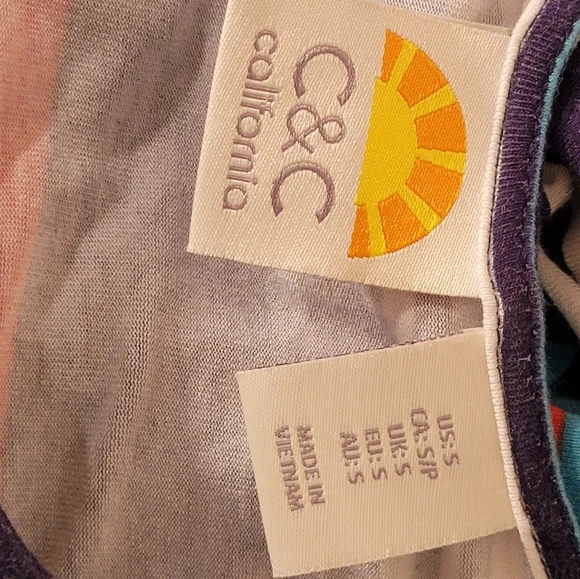 C&C
california
US: S
CA: S/P
UK: S
EU: S
AU: S
MADE IN
VIETNAM